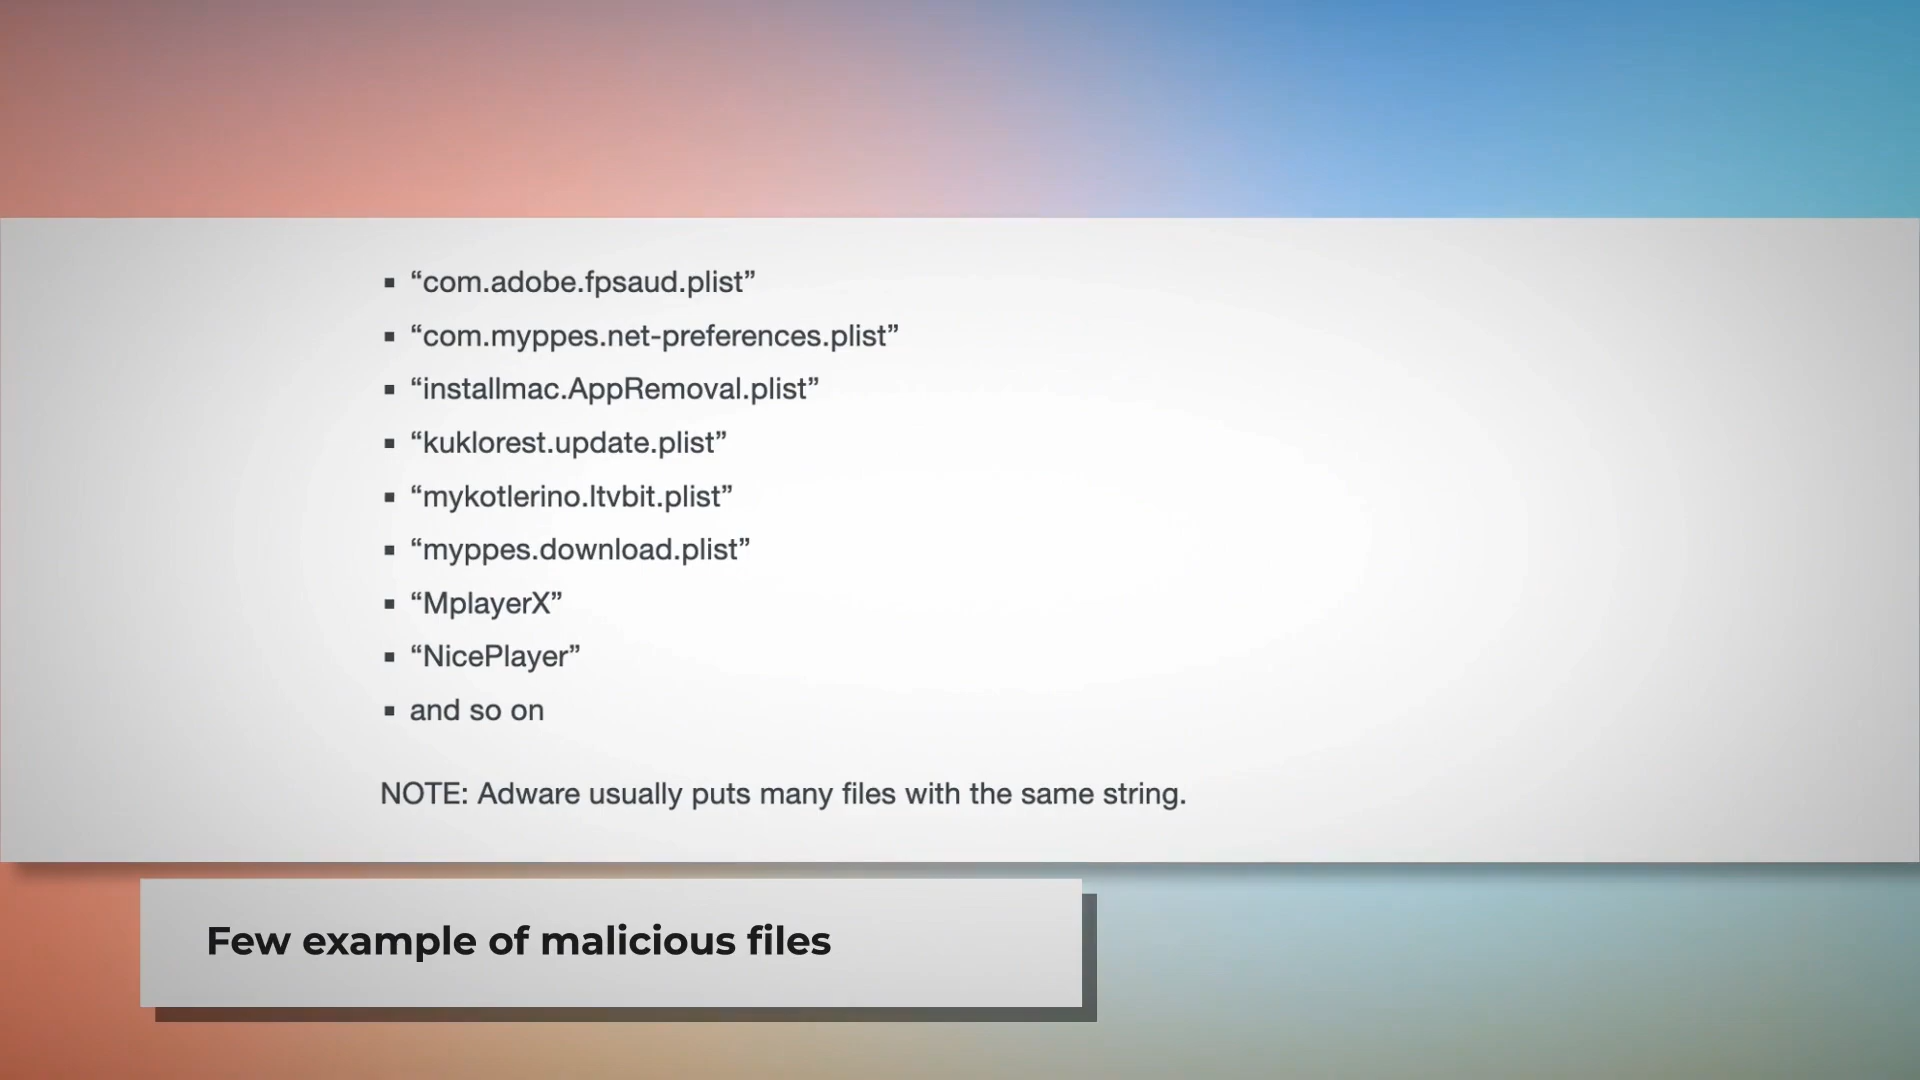 ▪ “com.adobe.fpsaud.plist”
▪ “com.myppes.net-preferences.plist”
▪ “installmac.AppRemoval.plist”
▪ “kuklorest.update.plist”
▪ “mykotlerino.ltvbit.plist”
▪ “myppes.download.plist”
▪ “MplayerX”
▪ “NicePlayer”
▪ and so on
NOTE: Adware usually puts many files with the same string.
Few example of malicious files